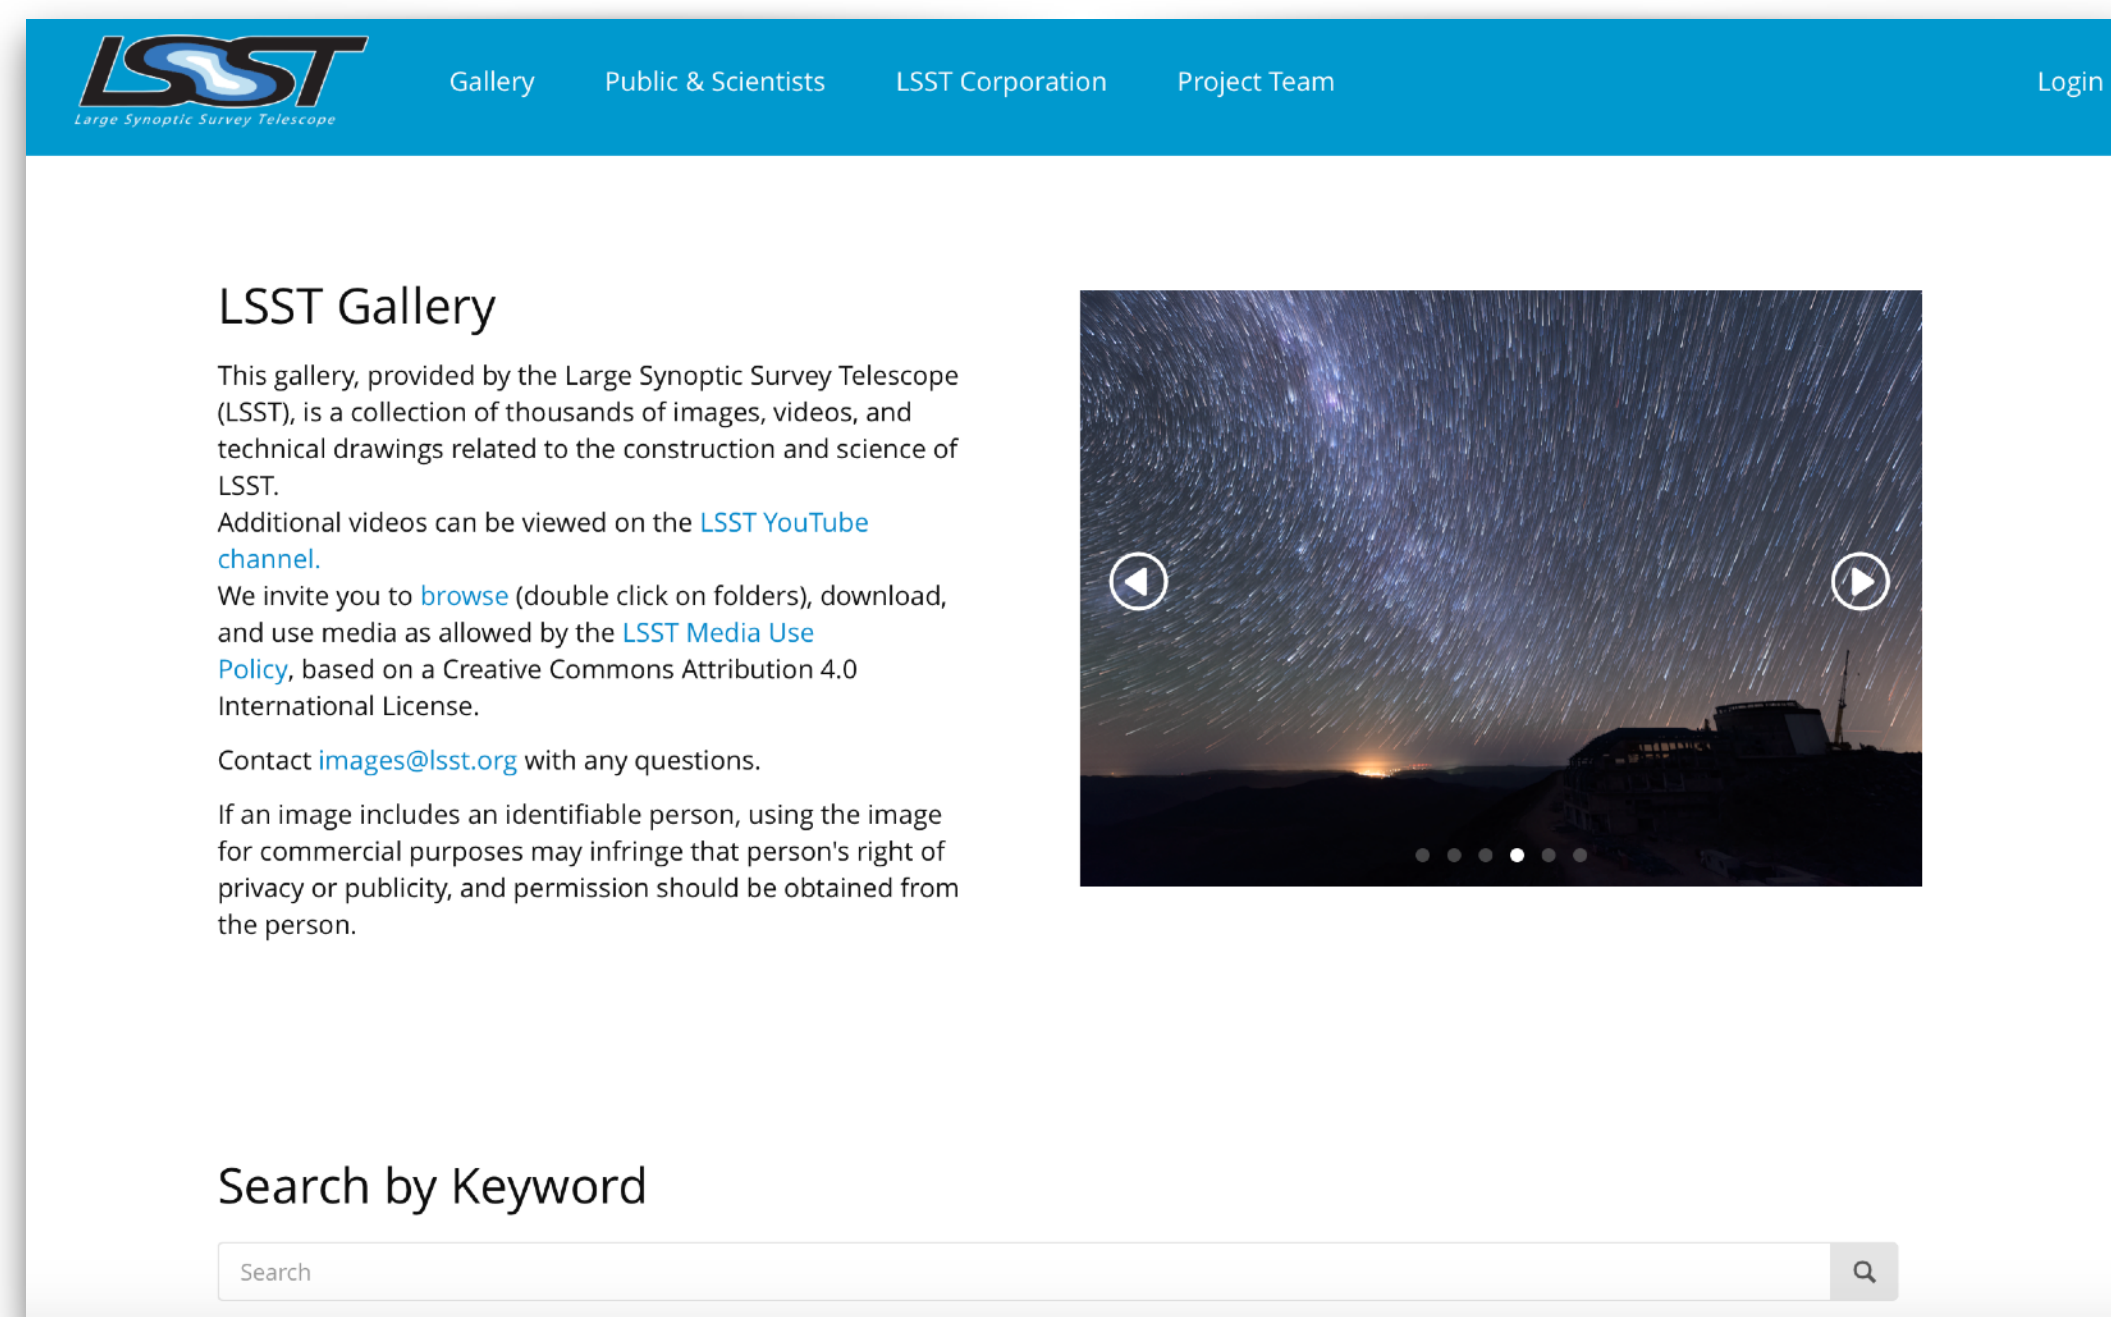 LSST
Large Synoptic Survey Telescope
Gallery
Public & Scientists
LSST Corporation
Project Team
Login
LSST Gallery
This gallery, provided by the Large Synoptic Survey Telescope
(LSST), is a collection of thousands of images, videos, and
technical drawings related to the construction and science of
LSST.
Additional videos can be viewed on the LSST YouTube
channel.
We invite you to browse (double click on folders), download,
and use media as allowed by the LSST Media Use
Policy, based on a Creative Commons Attribution 4.0
International License.
Contact images@lsst.org with any questions.
If an image includes an identifiable person, using the image
for commercial purposes may infringe that person's right of
privacy or publicity, and permission should be obtained from
the person.
Search by Keyword
Search